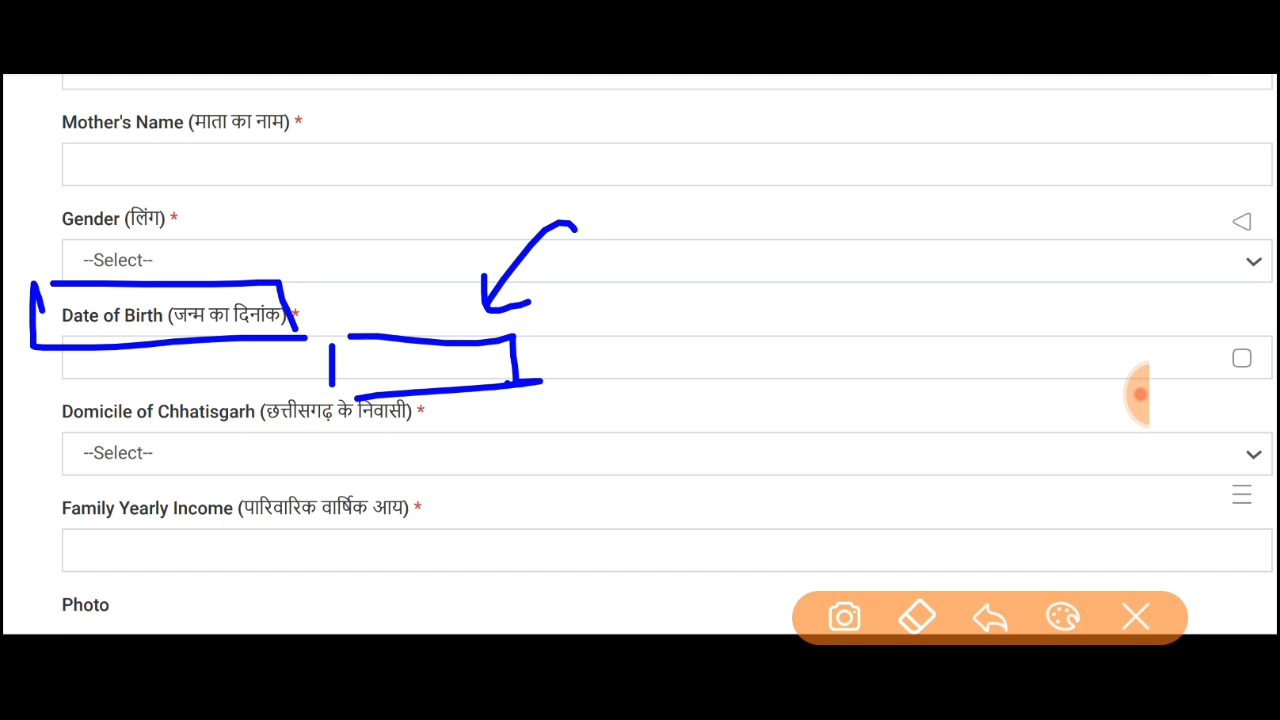 Mother's Name (माता का नाम) *
Gender (लिंग) *
--Select--
Date of Birth (जन्म का दिनांक) *
Domicile of Chhatisgarh (छत्तीसगढ़ के निवासी) *
--Select--
Family Yearly Income (पारिवारिक वार्षिक आय) *
Photo